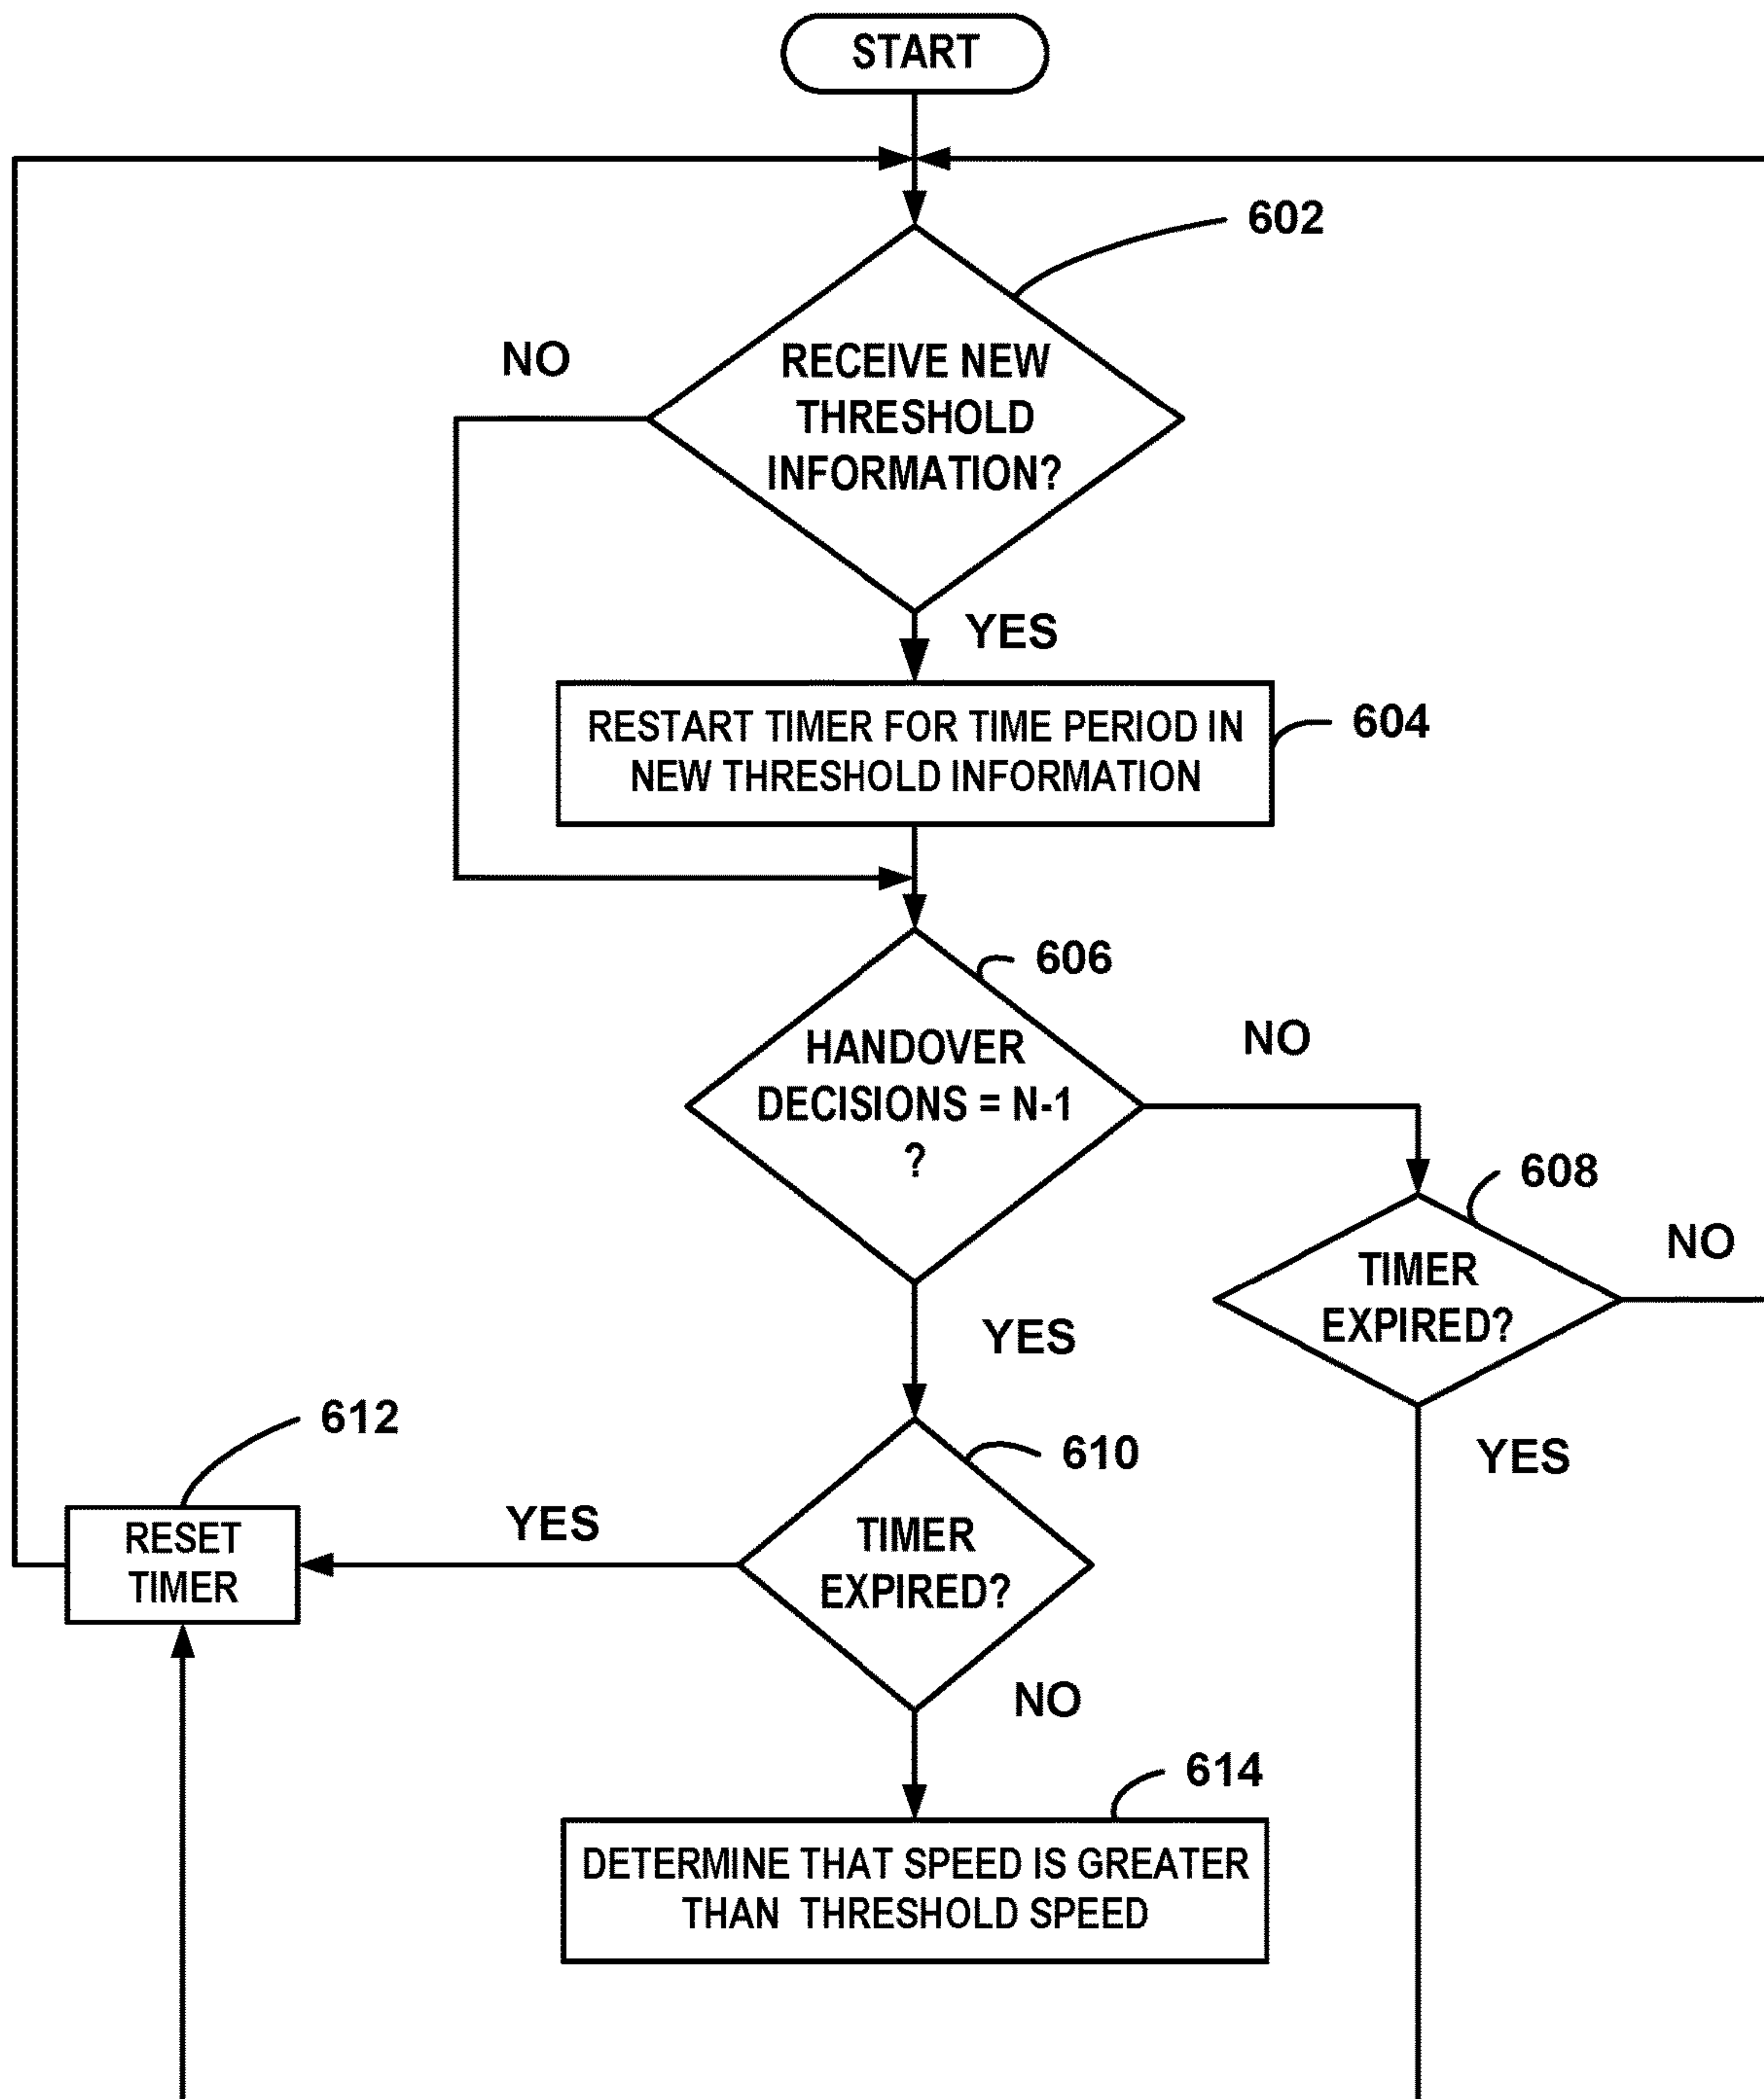 START
602
NO
RECEIVE NEW
THRESHOLD
INFORMATION?
YES
RESTART TIMER FOR TIME PERIOD IN
NEW THRESHOLD INFORMATION
604
606
HANDOVER
DECISIONS = N-1
?
NO
608
TIMER
EXPIRED?
NO
YES
YES
612
RESET
TIMER
YES
610
TIMER
EXPIRED?
NO
614
DETERMINE THAT SPEED IS GREATER
THAN THRESHOLD SPEED